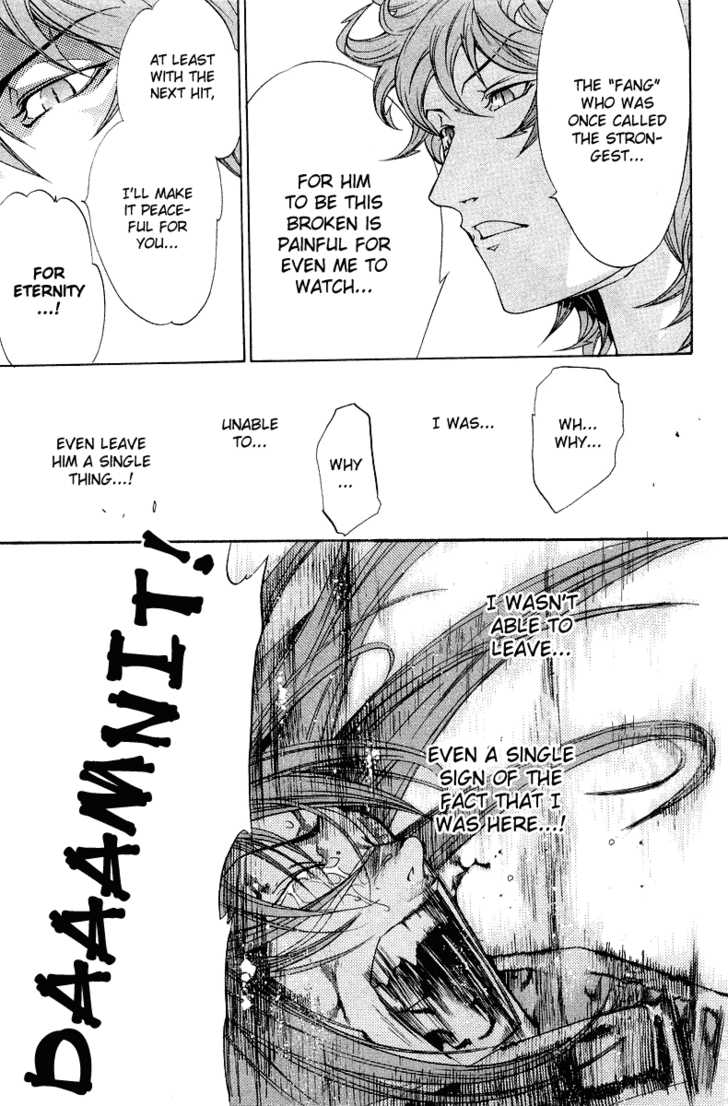 THE "FANG"
WHO WAS
ONCE CALLED
THE STRON-
GEST...
FOR HIM
TO BE THIS
BROKEN IS
PAINFUL FOR
EVEN ME TO
WATCH...
AT LEAST
WITH THE
NEXT HIT,
I'LL MAKE
IT PEACE-
FUL FOR
YOU...
FOR
ETERNITY
...!
WH...
WHY...
I WAS...
WHY
...
UNABLE
TO...
EVEN LEAVE
HIM A SINGLE
THING...!
I WASN'T
ABLE TO
LEAVE...
EVEN A SINGLE
SIGN OF THE
FACT THAT I
WAS HERE...!
DAAAMNIT!